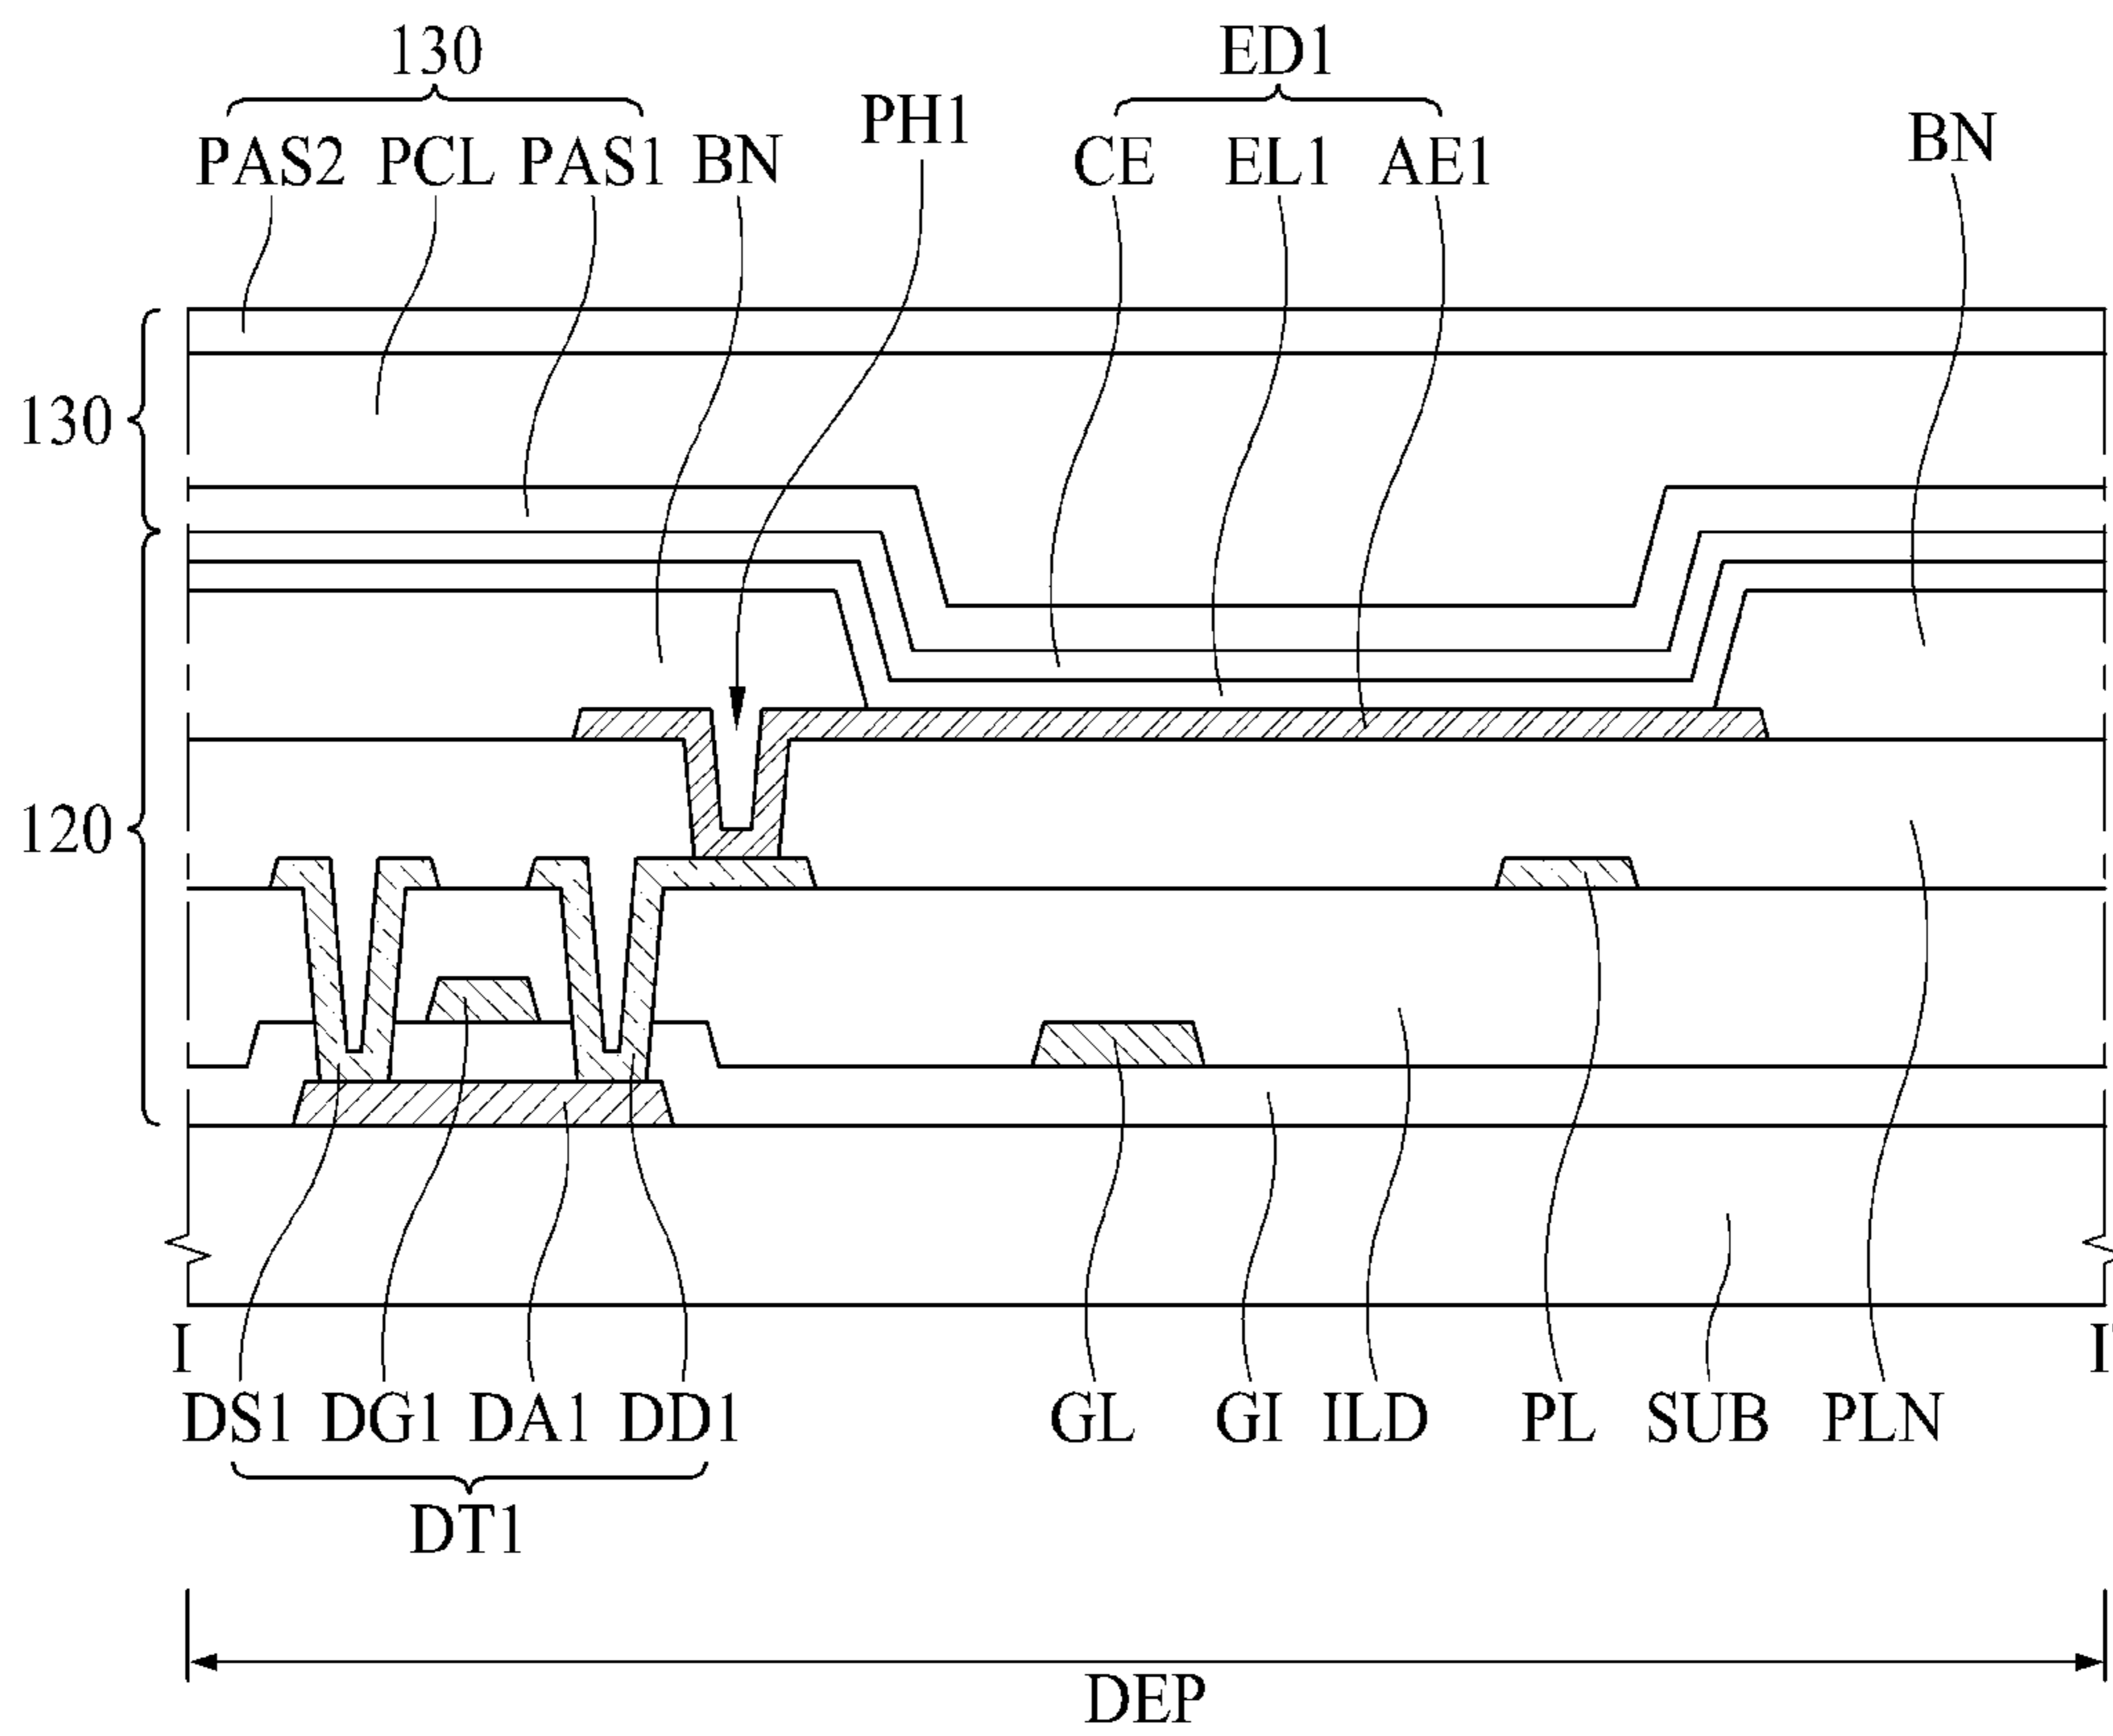 130 ED1
PAS2 PCL PAS1 BN PH1 CE EL1 AE1 BN
130
120
I I'
DS1 DG1 DA1 DD1 GL GI ILD PL SUB PLN
DT1
DEP